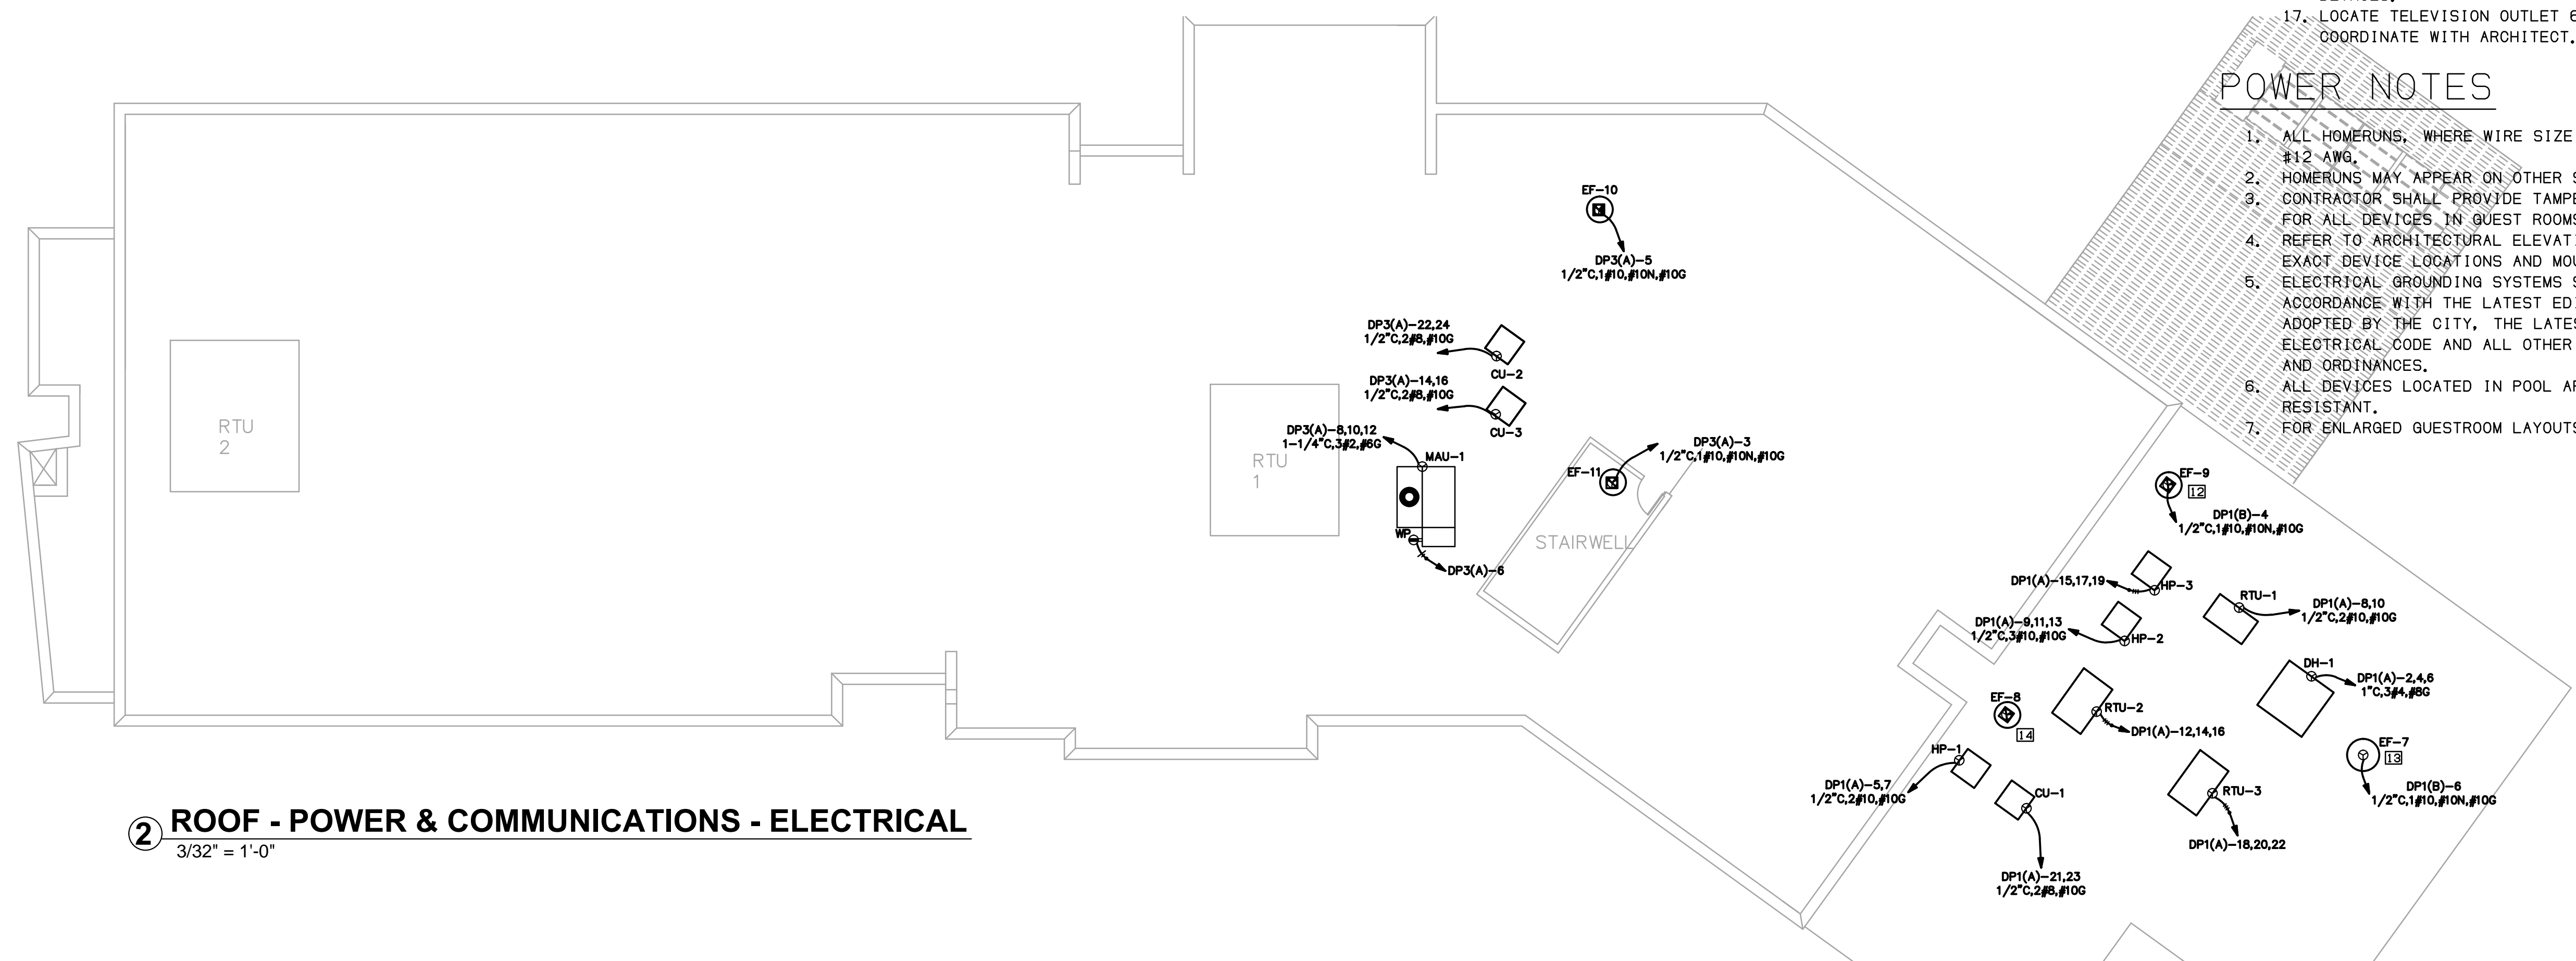 17. LOCATE TELEVISION OUTLET
COORDINATE WITH ARCHITECT.
POWER NOTES
1. ALL HOMERUNS, WHERE WIRE SIZE
#12 AWG.
2. HOMERUNS MAY APPEAR ON OTHER
3. CONTRACTOR SHALL PROVIDE
FOR ALL DEVICES IN GUEST ROOMS
4. REFER TO ARCHITECTURAL
EXACT DEVICE LOCATIONS AND
5. ELECTRICAL GROUNDING SYSTEMS
ACCORDANCE WITH THE LATEST
ADOPTED BY THE CITY, THE
ELECTRICAL CODE AND ALL OTHER
AND ORDINANCES.
6. ALL DEVICES LOCATED IN POOL
RESISTANT.
7. FOR ENLARGED GUESTROOM LAYOUTS
EF-10
DP3(A)-5
1/2"C,1#10,#10N,#10G
DP3(A)-22,24
1/2"C,2#8,#10G
CU-2
DP3(A)-14,16
1/2"C,2#8,#10G
CU-3
DP3(A)-8,10,12
1-1/4"C,3#2,#6G
MAU-1
RTU
2
RTU
1
WP
DP3(A)-6
DP3(A)-3
1/2"C,1#10,#10N,#10G
EF-11
STAIRWELL
EF-9
12
DP1(B)-4
1/2"C,1#10,#10N,#10G
DP1(A)-15,17,19
HP-3
RTU-1
DP1(A)-8,10
1/2"C,2#10,#10G
DP1(A)-9,11,13
1/2"C,3#10,#10G
HP-2
DH-1
DP1(A)-2,4,6
1"C,3#4,#8G
EF-8
14
RTU-2
DP1(A)-12,14,16
EF-7
13
HP-1
DP1(A)-5,7
1/2"C,2#10,#10G
CU-1
RTU-3
DP1(B)-6
1/2"C,1#10,#10N,#10G
DP1(A)-18,20,22
DP1(A)-21,23
1/2"C,2#8,#10G
2 ROOF - POWER & COMMUNICATIONS - ELECTRICAL
3/32" = 1'-0"